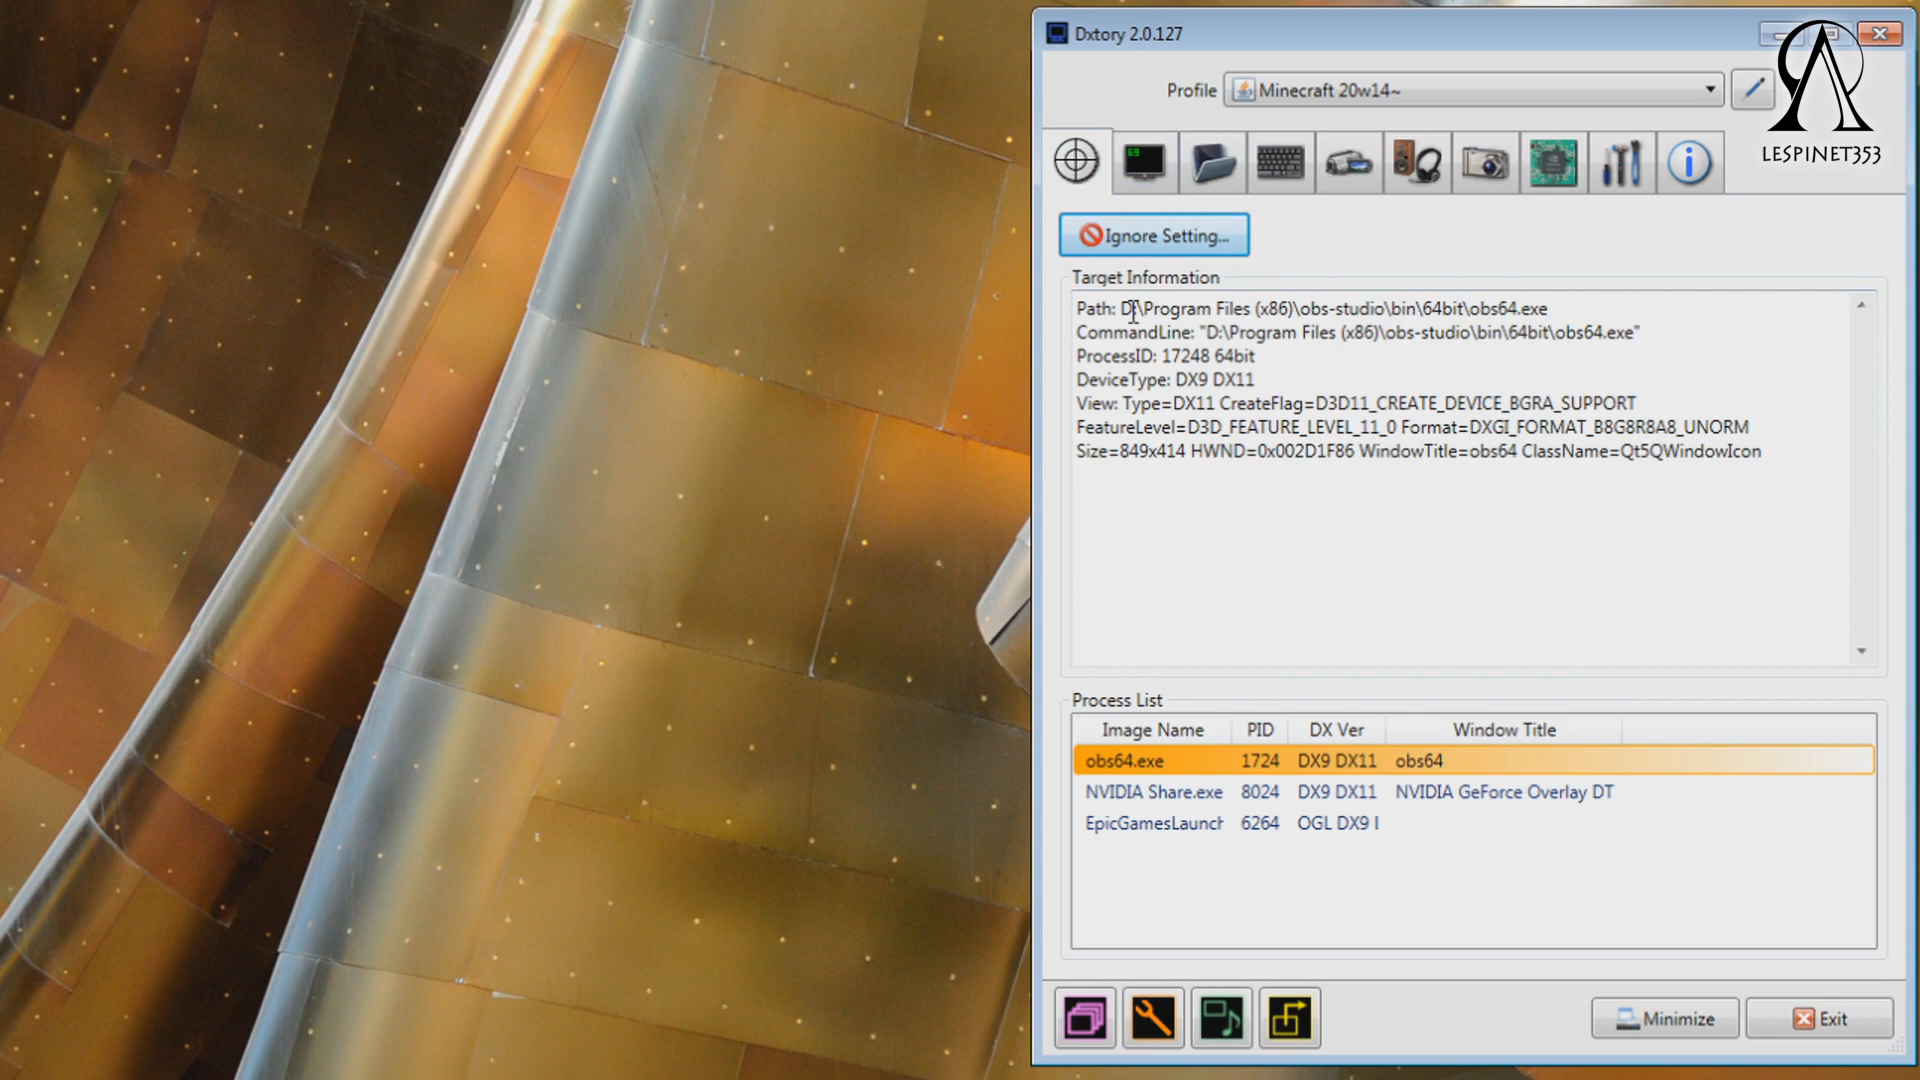 Dxtory 2.0.127
Profile
Minecraft 20w14~
LESPINET353
69
Ignore Setting...
Target Information
Path: D:\Program Files (x86)\obs-studio\bin\64bit\obs64.exe
CommandLine: "D:\Program Files (x86)\obs-studio\bin\64bit\obs64.exe"
ProcessID: 17248 64bit
DeviceType: DX9 DX11
View: Type=DX11 CreateFlag=D3D11_CREATE_DEVICE_BGRA_SUPPORT
FeatureLevel=D3D_FEATURE_LEVEL_11_0 Format=DXGI_FORMAT_B8G8R8A8_UNORM
Size=849x414 HWND=0x002D1F86 WindowTitle=obs64 ClassName=Qt5QWindowIcon
Process List
Image Name PID DX Ver Window Title
obs64.exe 1724 DX9 DX11 obs64
NVIDIA Share.exe 8024 DX9 DX11 NVIDIA GeForce Overlay DT
EpicGamesLaunch 6264 OGL DX9 I
Minimize
Exit